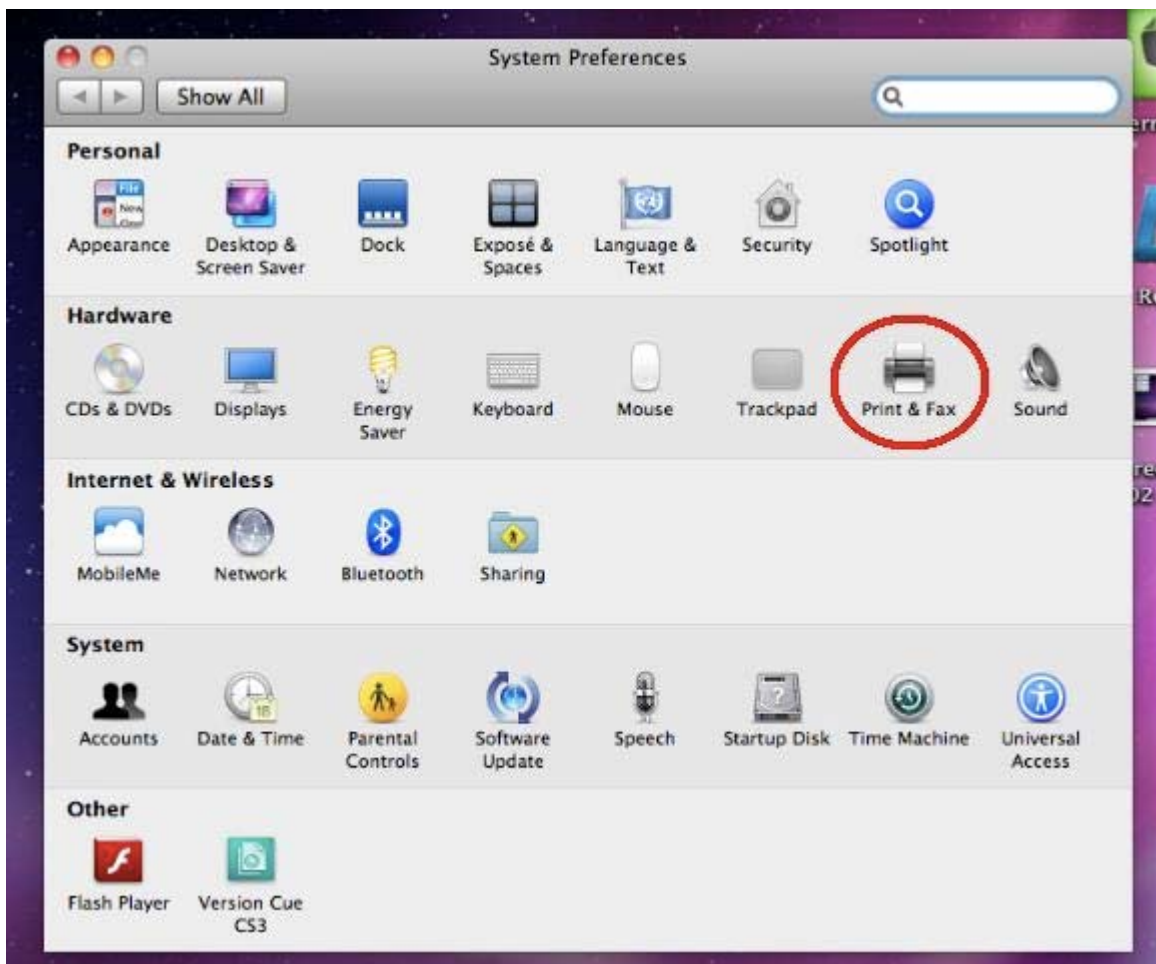 System Preferences
Show All
Personal
Appearance
Desktop &
Screen Saver
Dock
Exposé &
Spaces
Language &
Text
Security
Spotlight
Hardware
CDs & DVDs
Displays
Energy
Saver
Keyboard
Mouse
Trackpad
Print & Fax
Sound
Internet & Wireless
MobileMe
Network
Bluetooth
Sharing
System
Accounts
Date & Time
Parental
Controls
Software
Update
Speech
Startup Disk
Time Machine
Universal
Access
Other
Flash Player
Version Cue
CS3